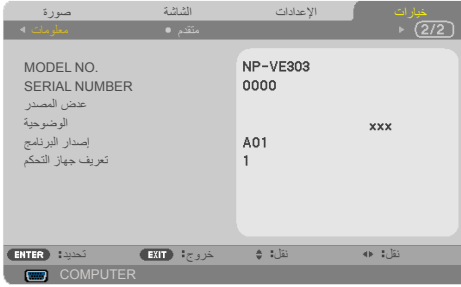 خيارات الإعدادات الشاشة صورة
(2/2) متقدم معلومات
MODEL NO. NP-VE303
SERIAL NUMBER 0000
عدض المصدر
الوضوحية xxx
إصدار البرنامج A01
تعريف جهاز التحكم 1
ENTER تحديد: EXIT خروج: نقل: نقل:
COMPUTER